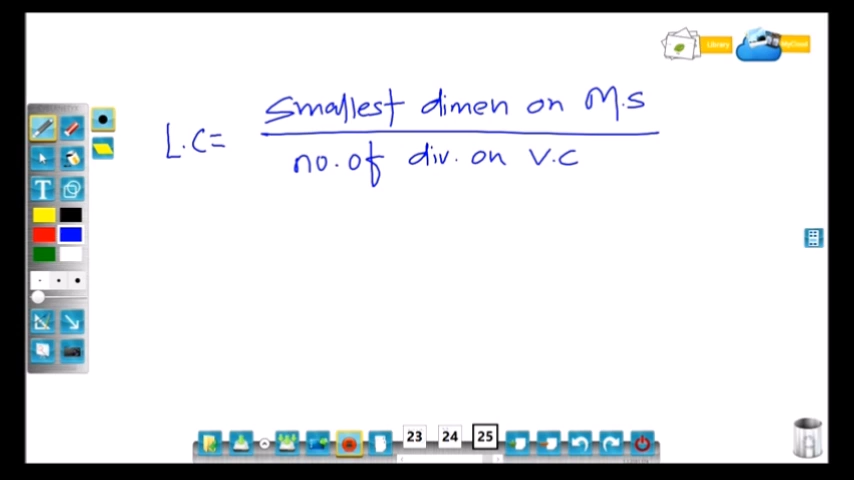 Library
MyCloud
Smallest dimen on M.S
L.C=
no. of div. on V.C
T
23 24 25